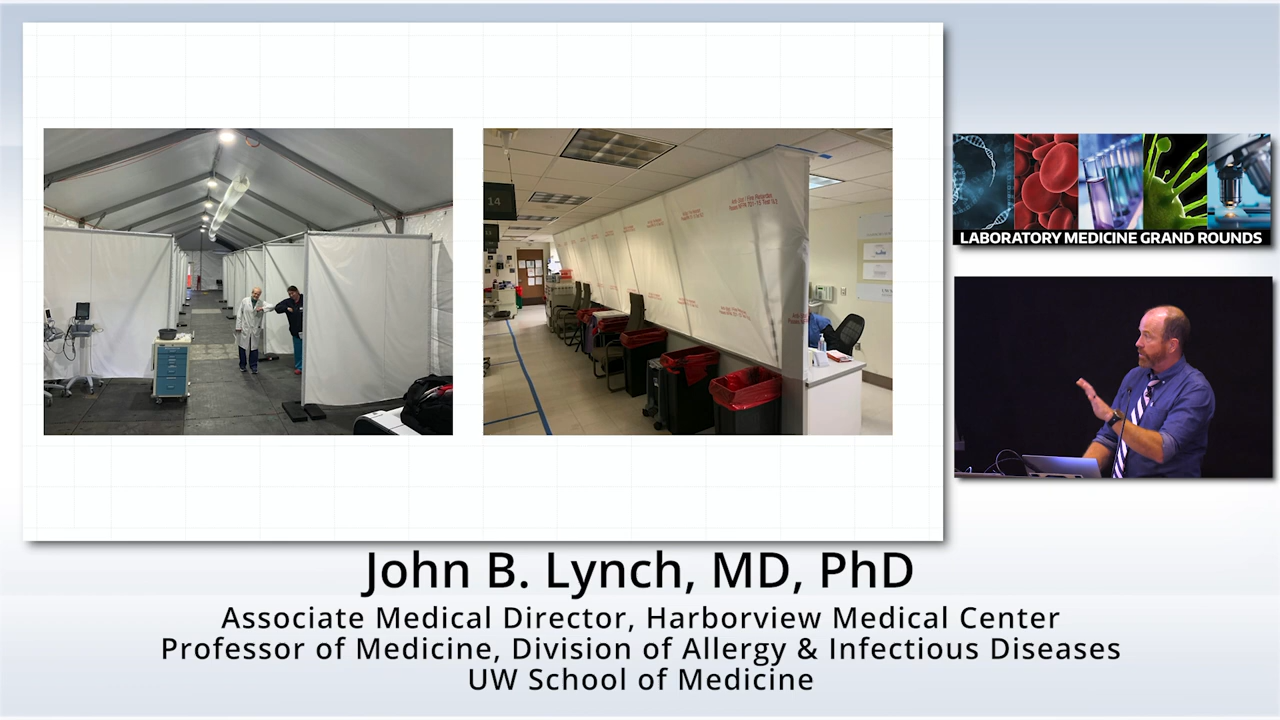 14
LABORATORY MEDICINE GRAND ROUNDS
John B. Lynch, MD, PhD
Associate Medical Director, Harborview Medical Center
Professor of Medicine, Division of Allergy & Infectious Diseases
UW School of Medicine